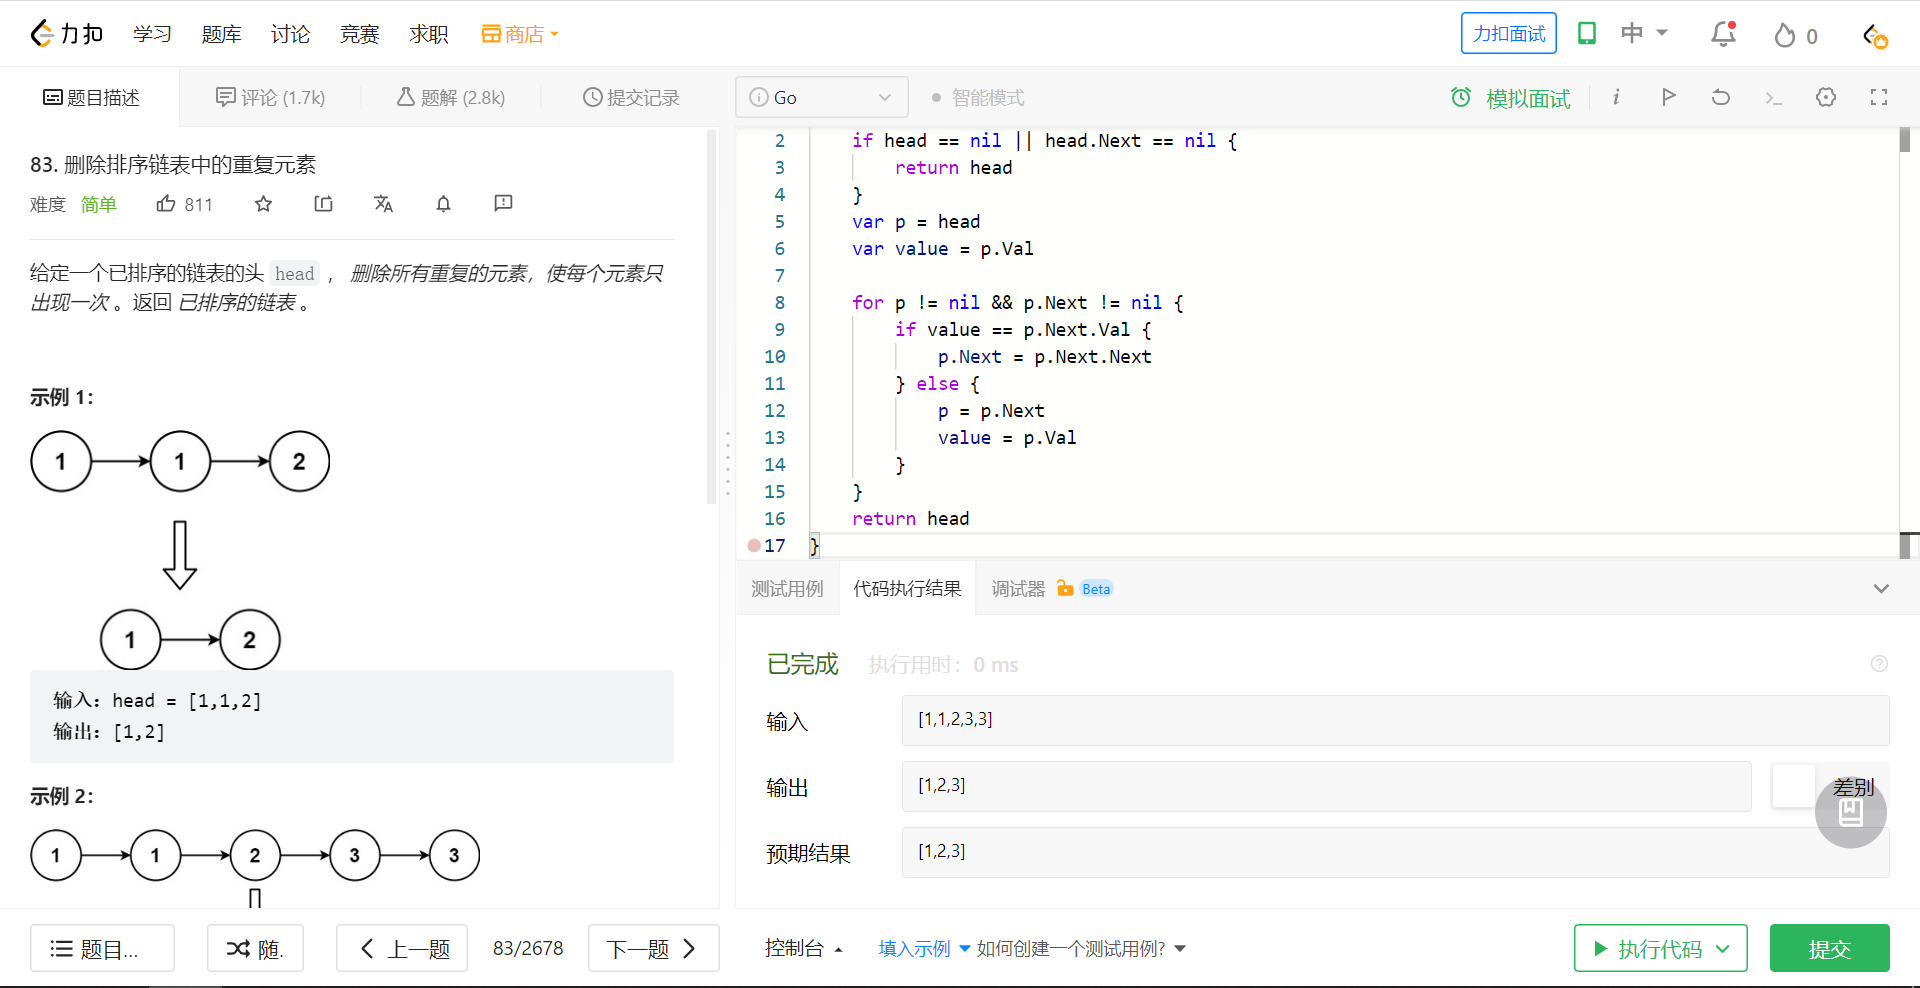 力扣 学习 题库 讨论 竞赛 求职 商店 力扣面试 中 0
题目描述 评论 (1.7k) 题解 (2.8k) 提交记录 Go 智能模式 模拟面试
83. 删除排序链表中的重复元素
难度 简单 811
给定一个已排序的链表的头 head ， 删除所有重复的元素，使每个元素只
出现一次 。返回 已排序的链表 。
示例 1：
1 1 2
1 2
输入：head = [1,1,2]
输出：[1,2]
示例 2：
1 1 2 3 3
题目... 随. 上一题 83/2678 下一题
2 if head == nil || head.Next == nil {
3 return head
4 }
5 var p = head
6 var value = p.Val
7
8 for p != nil && p.Next != nil {
9 if value == p.Next.Val {
10 p.Next = p.Next.Next
11 } else {
12 p = p.Next
13 value = p.Val
14 }
15 }
16 return head
17 }
测试用例 代码执行结果 调试器 Beta
已完成 执行用时：0 ms
输入 [1,1,2,3,3]
输出 [1,2,3] 差别
预期结果 [1,2,3]
控制台 填入示例 如何创建一个测试用例? 执行代码 提交